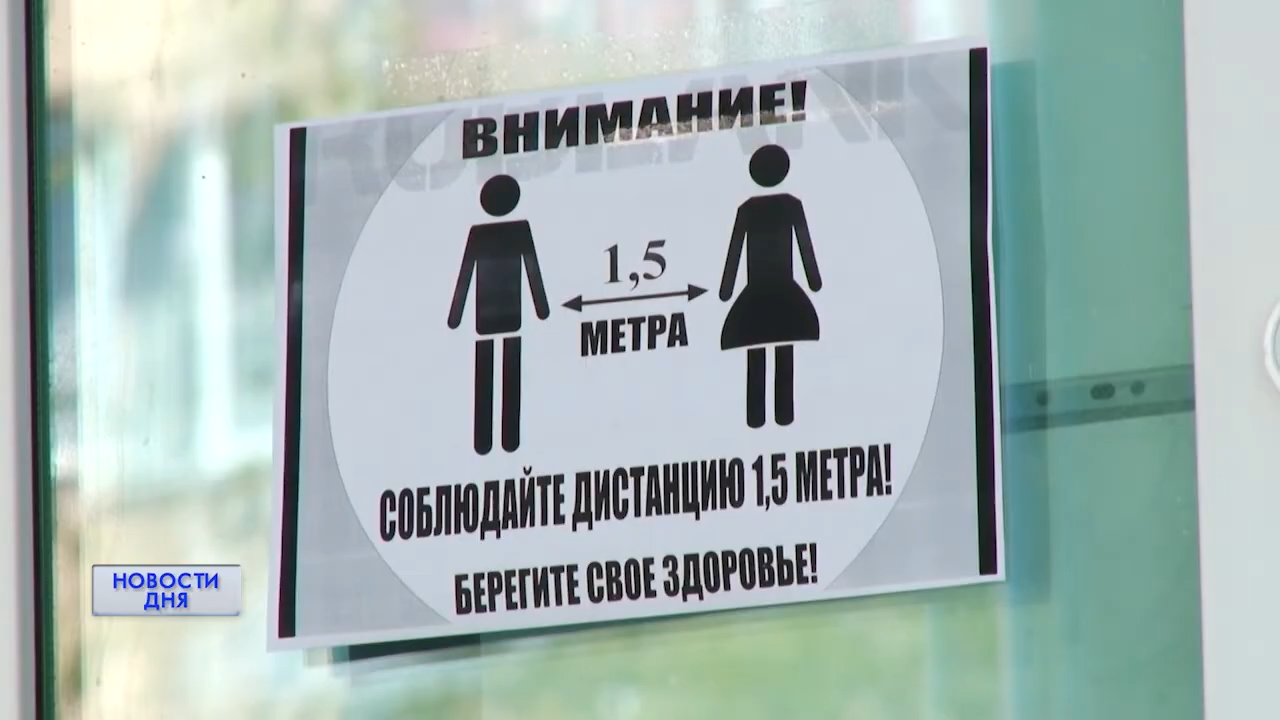 ВНИМАНИЕ!
1,5
МЕТРА
СОБЛЮДАЙТЕ ДИСТАНЦИЮ 1,5 МЕТРА!
БЕРЕГИТЕ СВОЕ ЗДОРОВЬЕ!
НОВОСТИ
ДНЯ